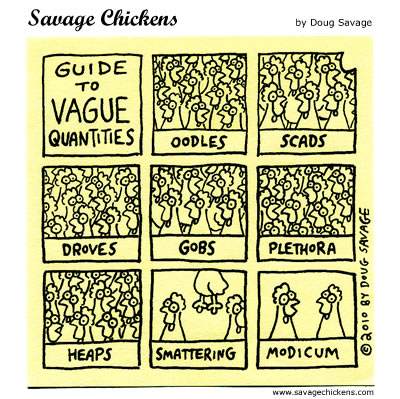 Savage Chickens
by Doug Savage
GUIDE
TO
VAGUE
QUANTITIES
OODLES
SCADS
DROVES
GOBS
PLETHORA
HEAPS
SMATTERING
MODICUM
©2010 BY DOUG SAVAGE
www.savagechickens.com